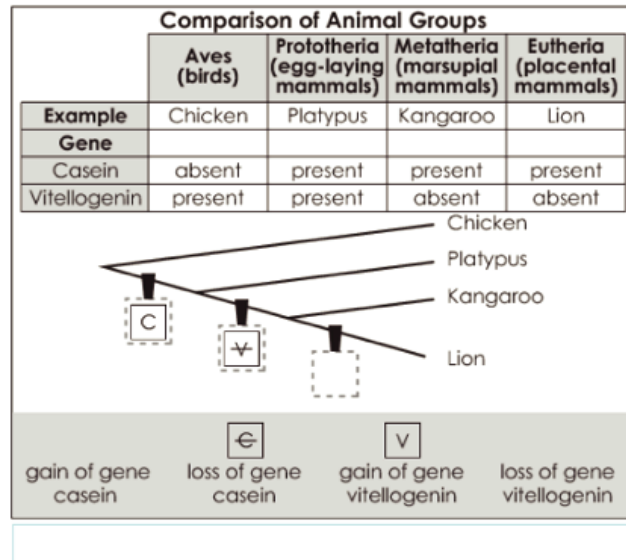 Comparison of Animal Groups
Aves (birds) Prototheria (egg-laying mammals) Metatheria (marsupial mammals) Eutheria (placental mammals)
Example Chicken Platypus Kangaroo Lion
Gene
Casein absent present present present
Vitellogenin present present absent absent
Chicken
Platypus
Kangaroo
C
V
Lion
C V
gain of gene casein loss of gene casein gain of gene vitellogenin loss of gene vitellogenin